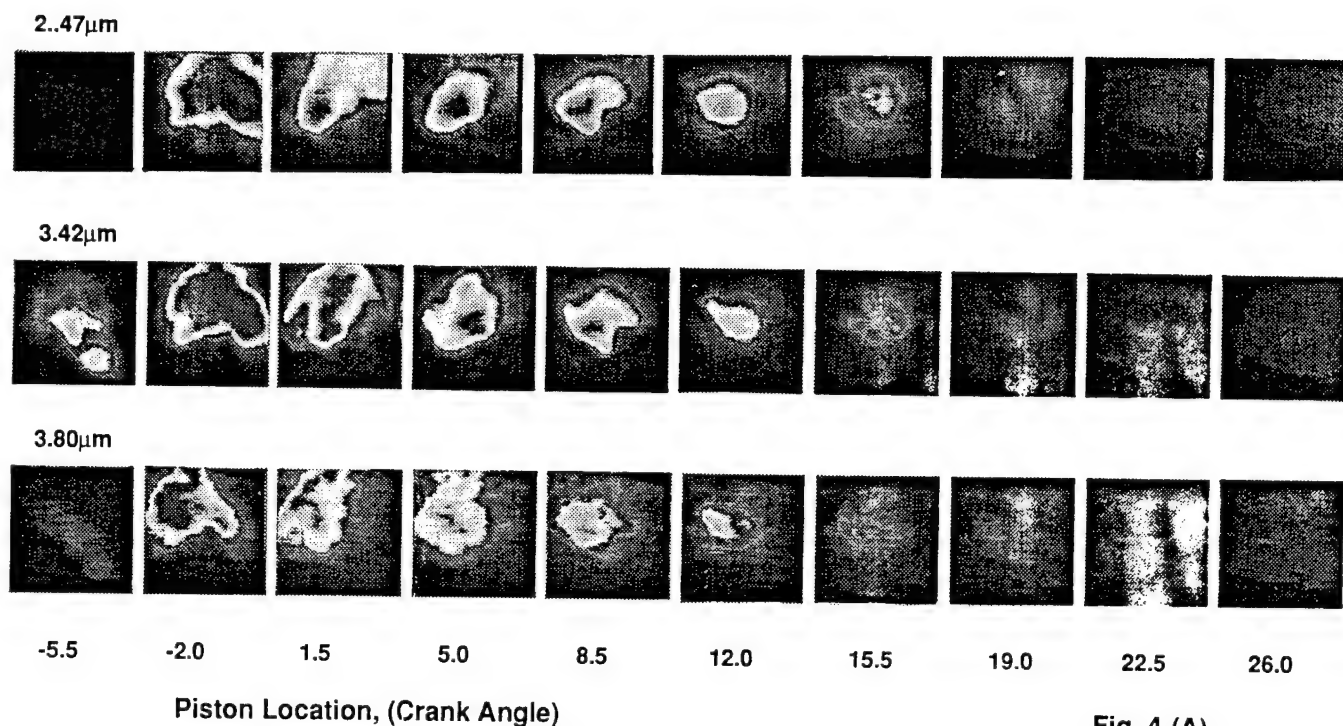 2..47μm
3.42μm
3.80μm
-5.5 -2.0 1.5 5.0 8.5 12.0 15.5 19.0 22.5 26.0
Piston Location, (Crank Angle)
Fig. 4 (A)